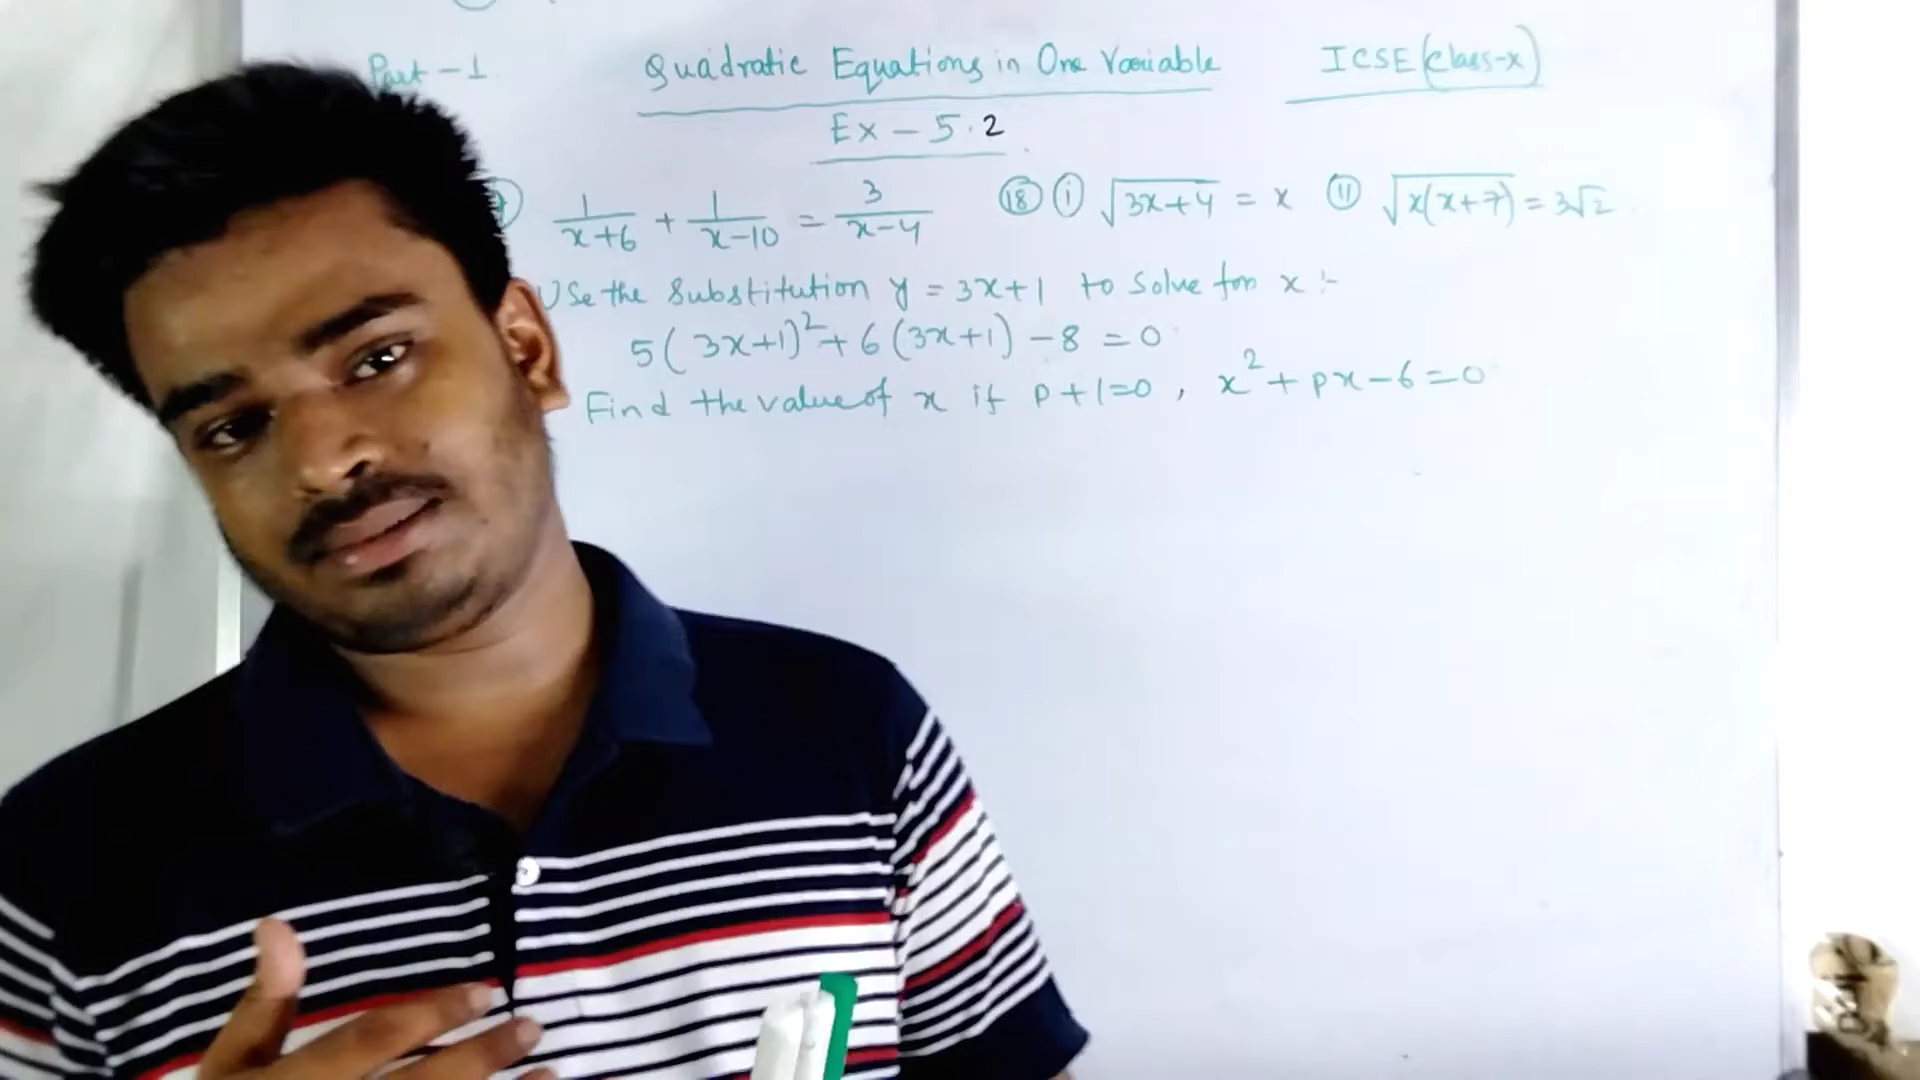 Part - 1 Quadratic Equations in One Variable ICSE (Class-X)
Ex - 5.2
1/(x+6) + 1/(x-10) = 3/(x-4) (18) (i) √(3x+4) = x (ii) √(x(x+7)) = 3√2
Use the Substitution y = 3x+1 to Solve for x :-
5(3x+1)² + 6(3x+1) - 8 = 0
Find the value of x if p+1=0, x² + px - 6 = 0